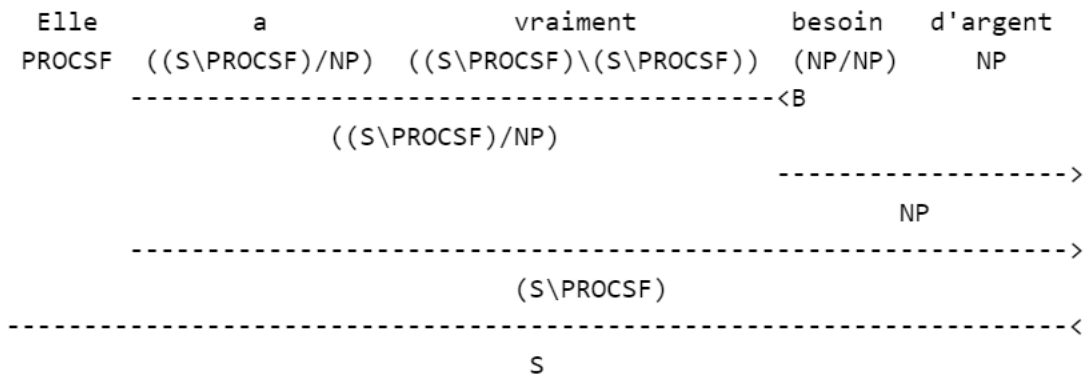 Elle a vraiment besoin d'argent
PROCSF ((S\PROCSF)/NP) ((S\PROCSF)\(S\PROCSF)) (NP/NP) NP
------------------------------------------<B
((S\PROCSF)/NP)
------------------->
NP
------------------------------------------------------------->
(S\PROCSF)
---------------------------------------------------------------------<
S